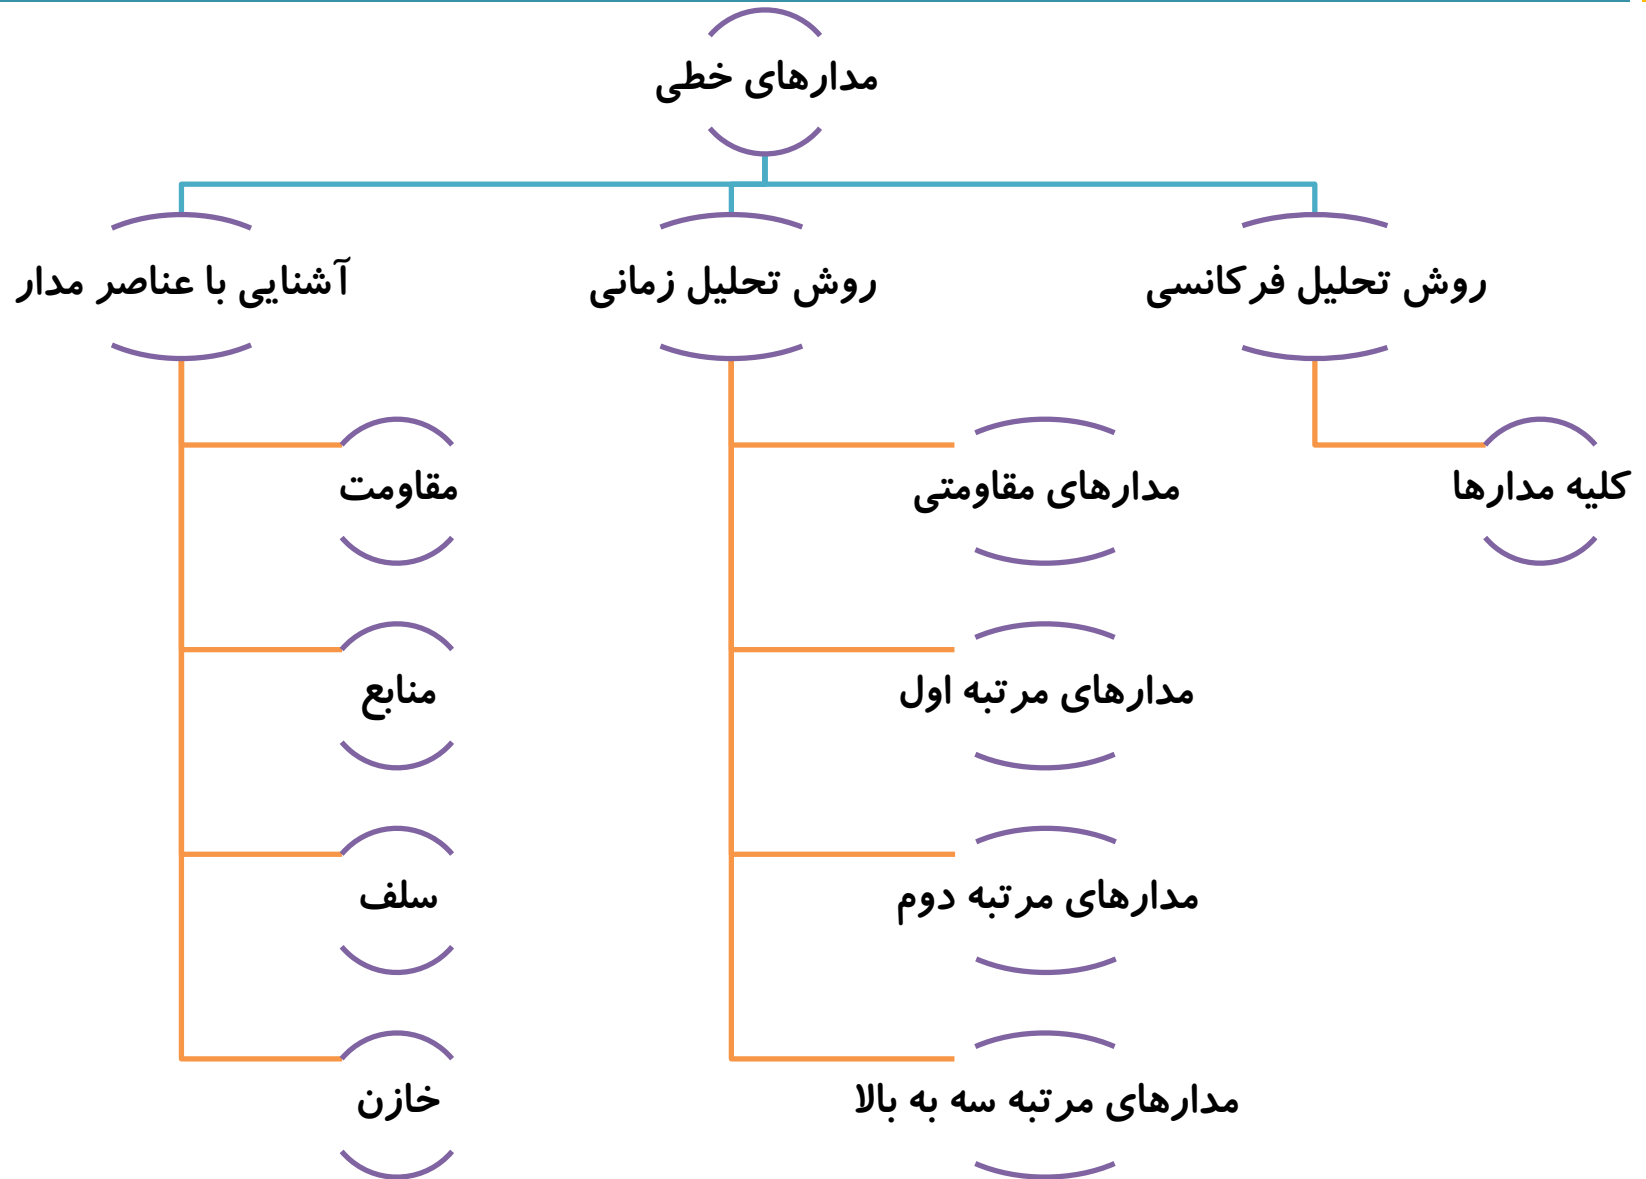 مدارهای خطی
روش تحلیل فرکانسی
روش تحلیل زمانی
آشنایی با عناصر مدار
کلیه مدارها
مدارهای مقاومتی
مقاومت
مدارهای مرتبه اول
منابع
مدارهای مرتبه دوم
سلف
مدارهای مرتبه سه به بالا
خازن